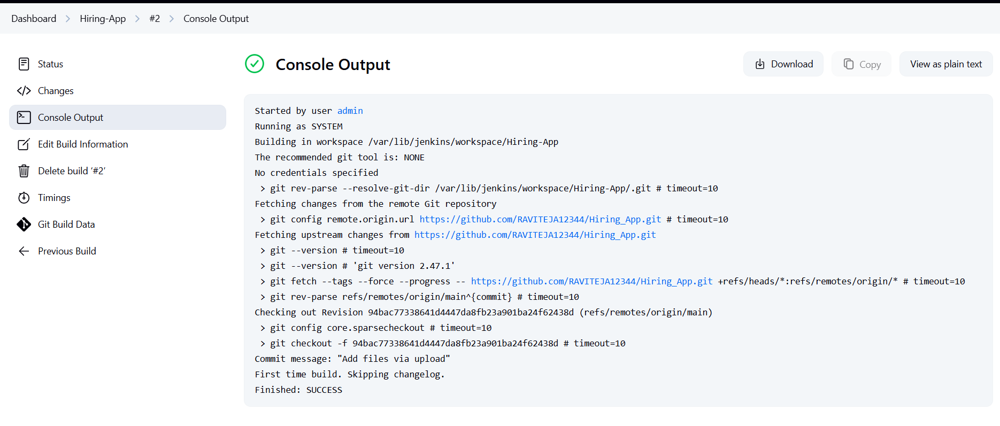 Dashboard > Hiring-App > #2 > Console Output
Status
Changes
Console Output
Edit Build Information
Delete build ‘#2’
Timings
Git Build Data
Previous Build
Console Output
Download
Copy
View as plain text
Started by user admin
Running as SYSTEM
Building in workspace /var/lib/jenkins/workspace/Hiring-App
The recommended git tool is: NONE
No credentials specified
 > git rev-parse --resolve-git-dir /var/lib/jenkins/workspace/Hiring-App/.git # timeout=10
Fetching changes from the remote Git repository
 > git config remote.origin.url https://github.com/RAVITEJA12344/Hiring_App.git # timeout=10
Fetching upstream changes from https://github.com/RAVITEJA12344/Hiring_App.git
 > git --version # timeout=10
 > git --version # 'git version 2.47.1'
 > git fetch --tags --force --progress -- https://github.com/RAVITEJA12344/Hiring_App.git +refs/heads/*:refs/remotes/origin/* # timeout=10
 > git rev-parse refs/remotes/origin/main^{commit} # timeout=10
Checking out Revision 94bac77338641d4447da8fb23a901ba24f62438d (refs/remotes/origin/main)
 > git config core.sparsecheckout # timeout=10
 > git checkout -f 94bac77338641d4447da8fb23a901ba24f62438d # timeout=10
Commit message: "Add files via upload"
First time build. Skipping changelog.
Finished: SUCCESS